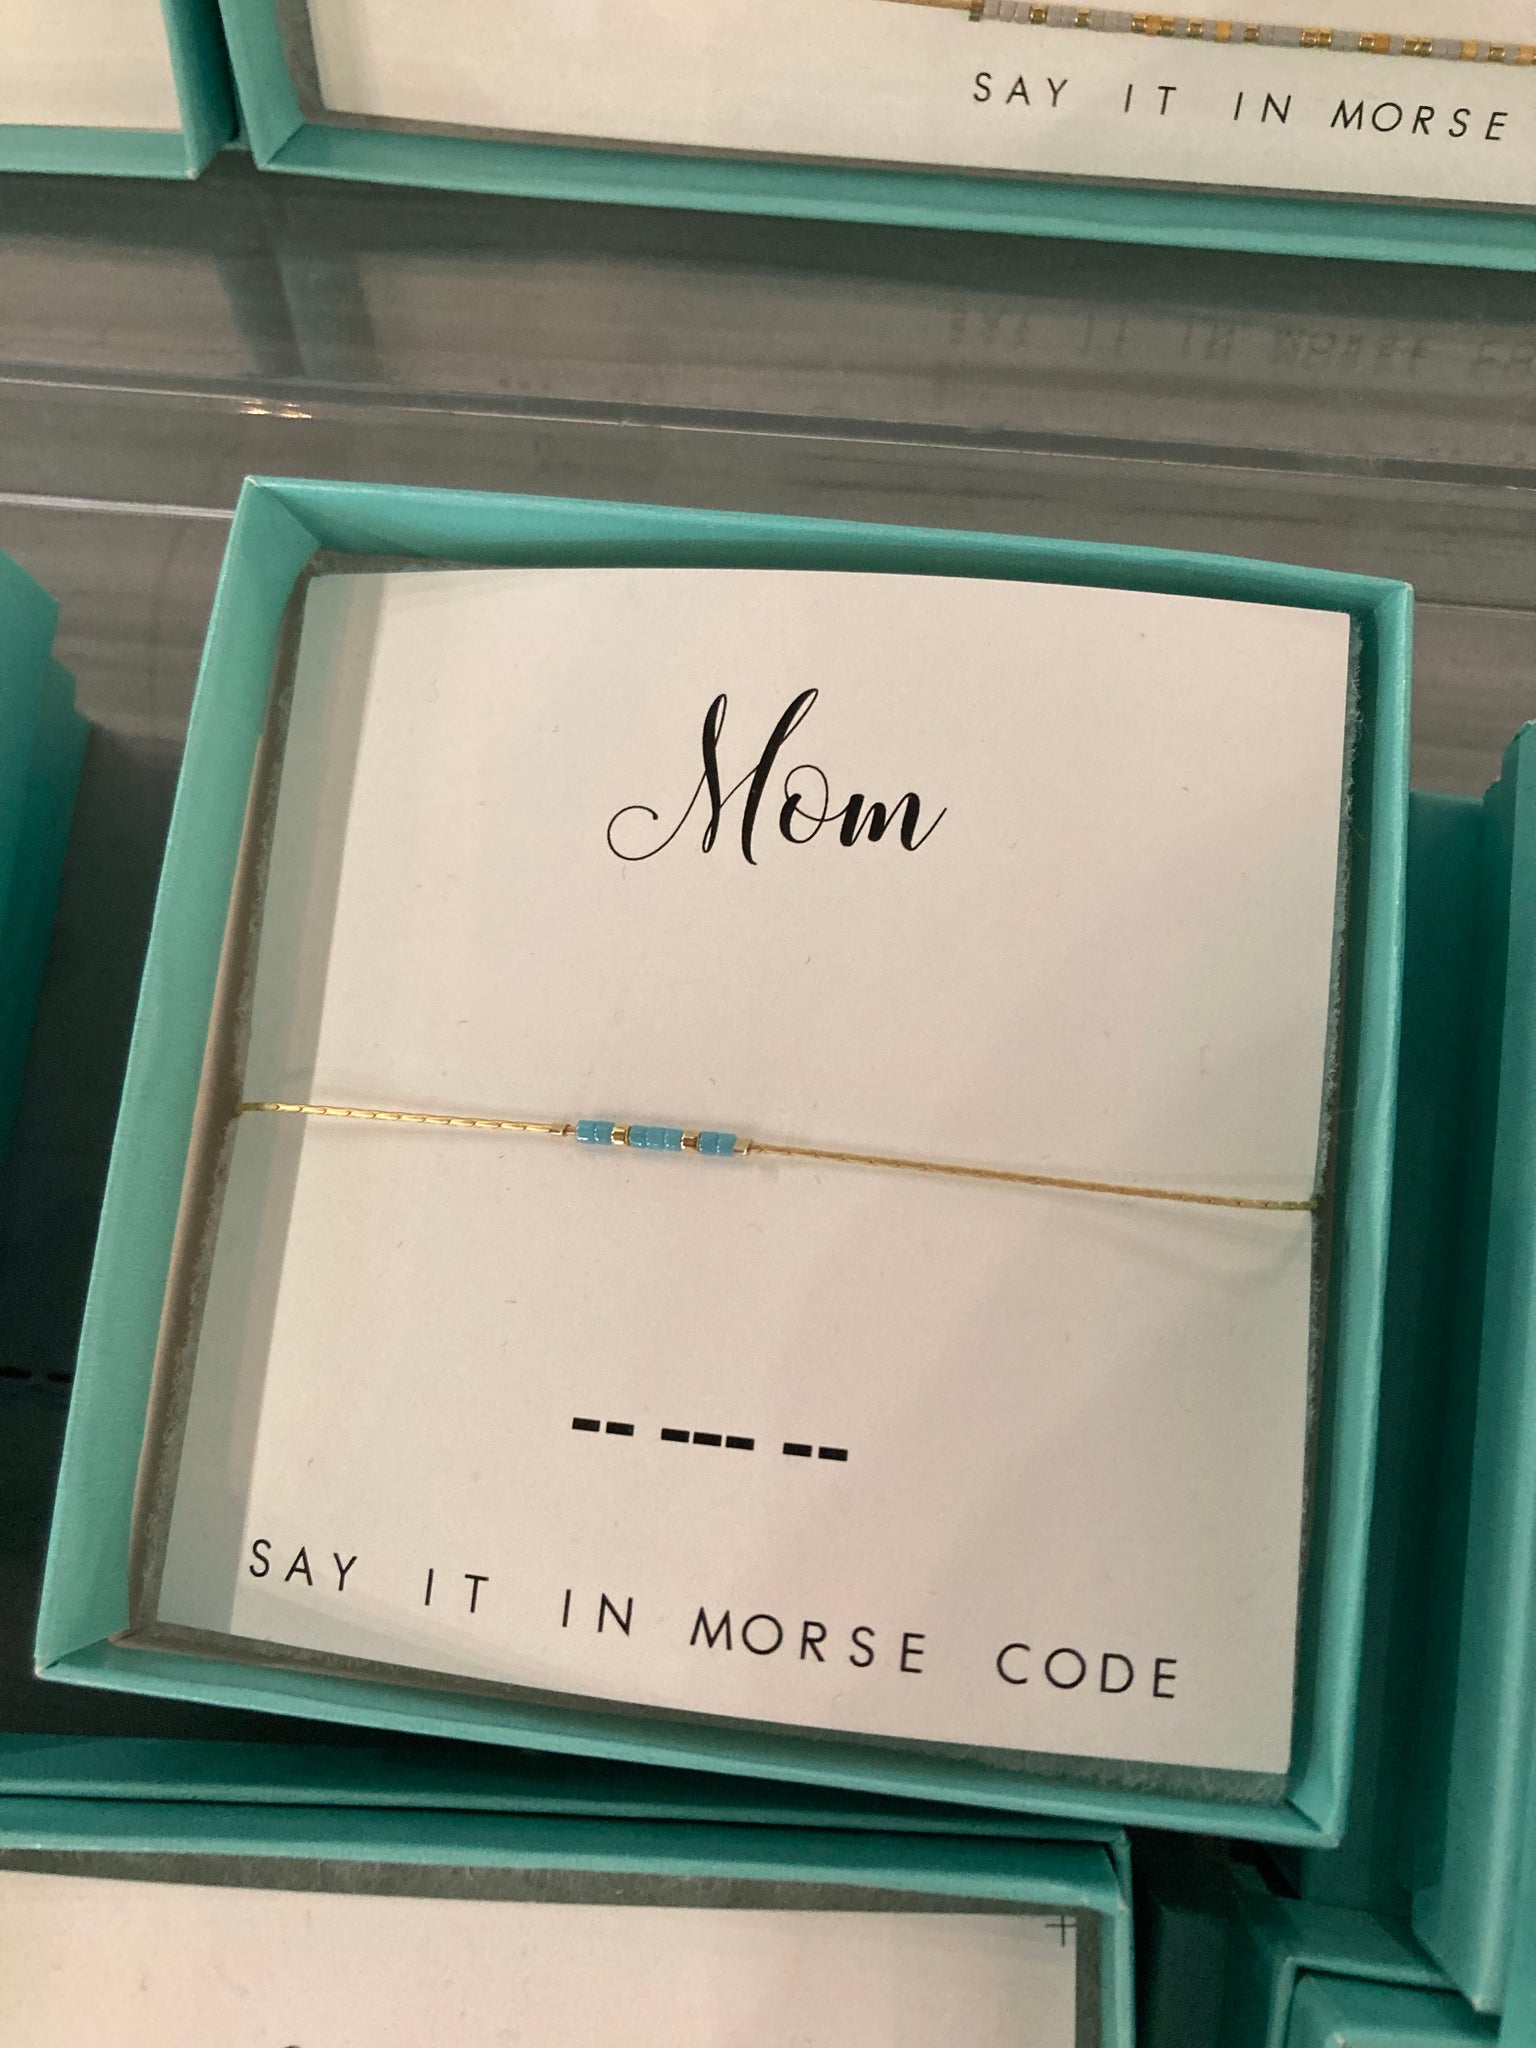 SAY IT IN MORSE
Mom
-- --- --
SAY IT IN MORSE CODE